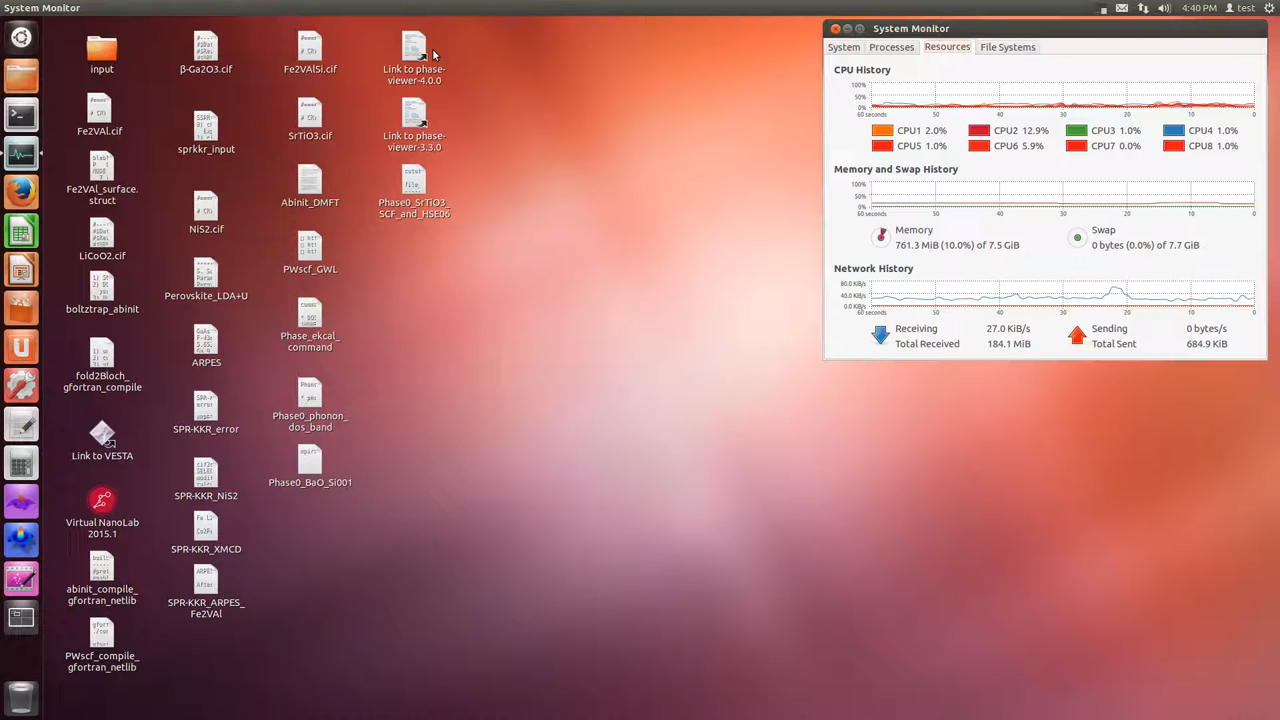 System Monitor
4:40 PM
test
input
Fe2VAl.cif
Fe2VAl_surface.
struct
LiCoO2.cif
boltztrap_abinit
fold2Bloch_
gfortran_compile
Link to VESTA
Virtual NanoLab
2015.1
abinit_compile_
gfortran_netlib
PWscf_compile_
gfortran_netlib
β-Ga2O3.cif
sprkkr_input
NiS2.cif
Perovskite_LDA+U
ARPES
SPR-KKR_error
SPR-KKR_NiS2
SPR-KKR_XMCD
SPR-KKR_ARPES_
Fe2VAl
Fe2VAlSi.cif
SrTiO3.cif
Abinit_DMFT
PWscf_GWL
Phase_ekcal_
command
Phase0_phonon_
dos_band
Phase0_BaO_Si001
Link to phase-
viewer-4.0.0
Link to phase-
viewer-3.3.0
Phase0_SrTiO3_
SCF_and_HSE06
System Monitor
System Processes Resources File Systems
CPU History
100%
50%
0%
60 seconds 50 40 30 20 10 0
CPU1 2.0% CPU2 12.9% CPU3 1.0% CPU4 1.0%
CPU5 1.0% CPU6 5.9% CPU7 0.0% CPU8 1.0%
Memory and Swap History
100%
50%
0%
60 seconds 50 40 30 20 10 0
Memory Swap
761.3 MiB (10.0%) of 7.5 GiB 0 bytes (0.0%) of 7.7 GiB
Network History
80.0 KiB/s
40.0 KiB/s
0.0 KiB/s
60 seconds 50 40 30 20 10 0
Receiving 27.0 KiB/s Sending 0 bytes/s
Total Received 184.1 MiB Total Sent 684.9 KiB